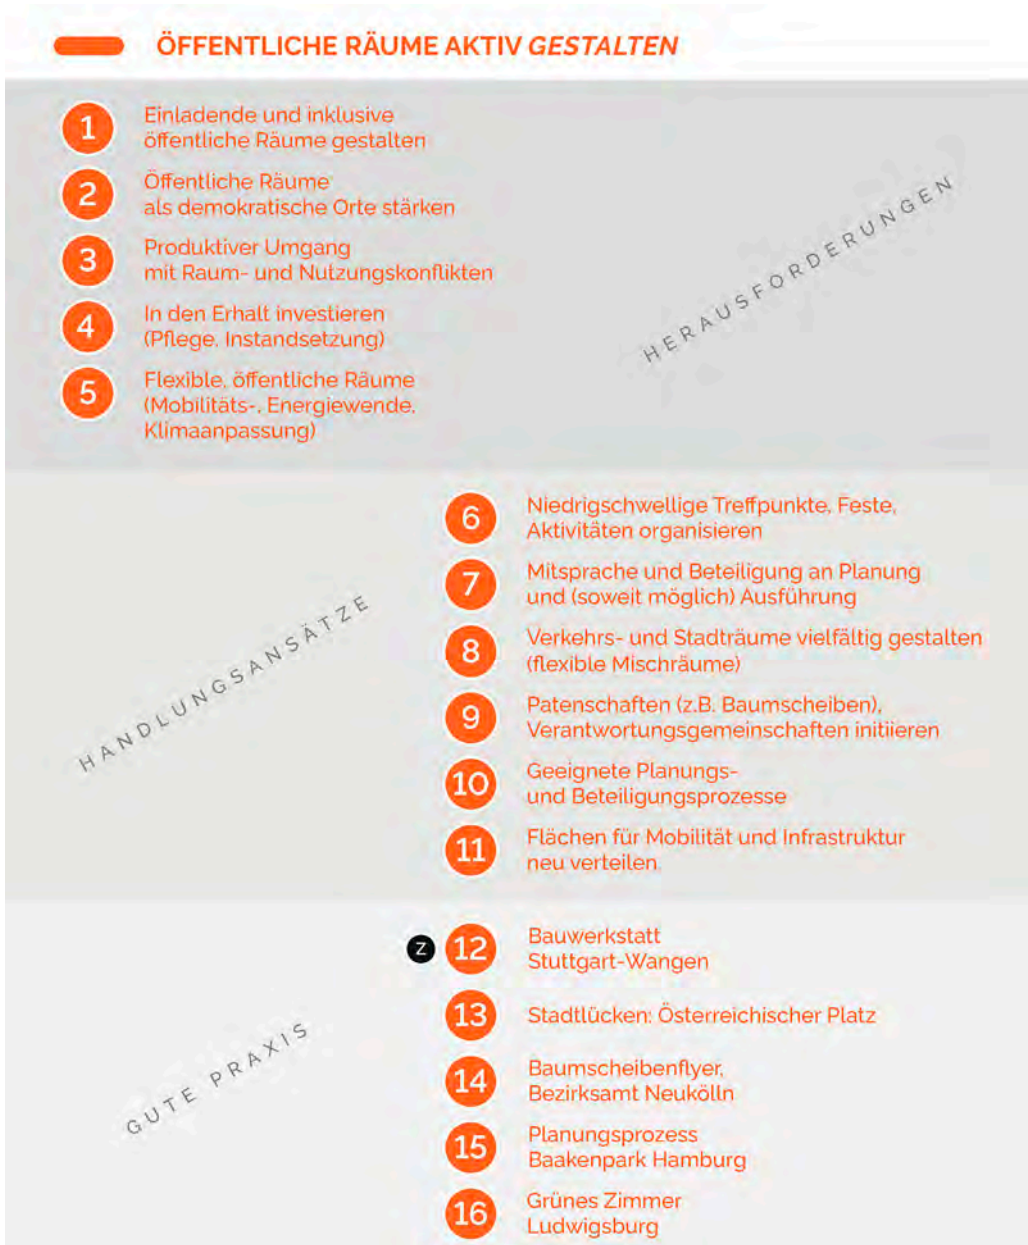 ÖFFENTLICHE RÄUME AKTIV GESTALTEN
1 Einladende und inklusive
öffentliche Räume gestalten
2 Öffentliche Räume
als demokratische Orte stärken
3 Produktiver Umgang
mit Raum- und Nutzungskonflikten
4 In den Erhalt investieren
(Pflege, Instandsetzung)
5 Flexible, öffentliche Räume
(Mobilitäts-, Energiewende,
Klimaanpassung)
HERAUSFORDERUNGEN
6 Niedrigschwellige Treffpunkte, Feste,
Aktivitäten organisieren
7 Mitsprache und Beteiligung an Planung
und (soweit möglich) Ausführung
8 Verkehrs- und Stadträume vielfältig gestalten
(flexible Mischräume)
9 Patenschaften (z.B. Baumscheiben),
Verantwortungsgemeinschaften initiieren
10 Geeignete Planungs-
und Beteiligungsprozesse
11 Flächen für Mobilität und Infrastruktur
neu verteilen.
HANDLUNGSANSÄTZE
Z 12 Bauwerkstatt
Stuttgart-Wangen
13 Stadtlücken: Österreichischer Platz
14 Baumscheibenflyer,
Bezirksamt Neukölln
15 Planungsprozess
Baakenpark Hamburg
16 Grünes Zimmer
Ludwigsburg
GUTE PRAXIS